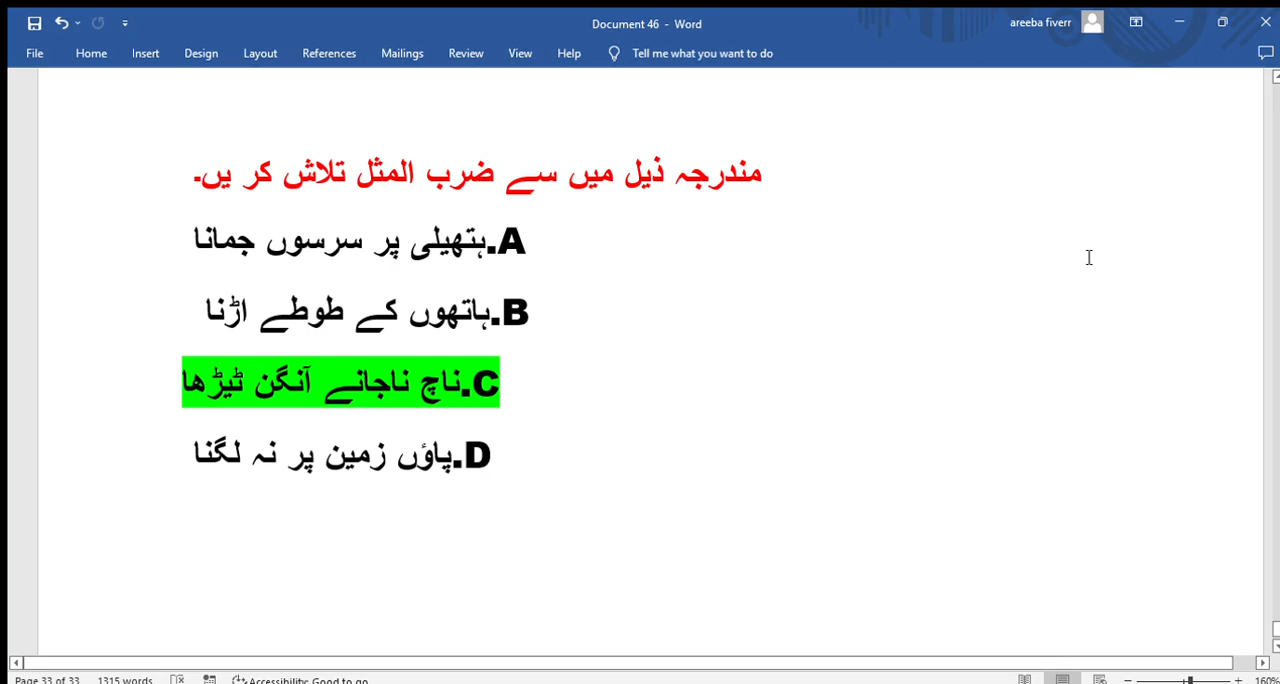 Document 46 - Word
areeba fiverr
File Home Insert Design Layout References Mailings Review View Help Tell me what you want to do
مندرجہ ذیل میں سے ضرب المثل تلاش کر یں۔
A.ہتھیلی پر سرسوں جمانا
B.ہاتھوں کے طوطے اڑنا
C.ناچ ناجانے آنگن ٹیڑھا
D.پاؤں زمین پر نہ لگنا
Page 33 of 33 1315 words Accessibility: Good to go 160%